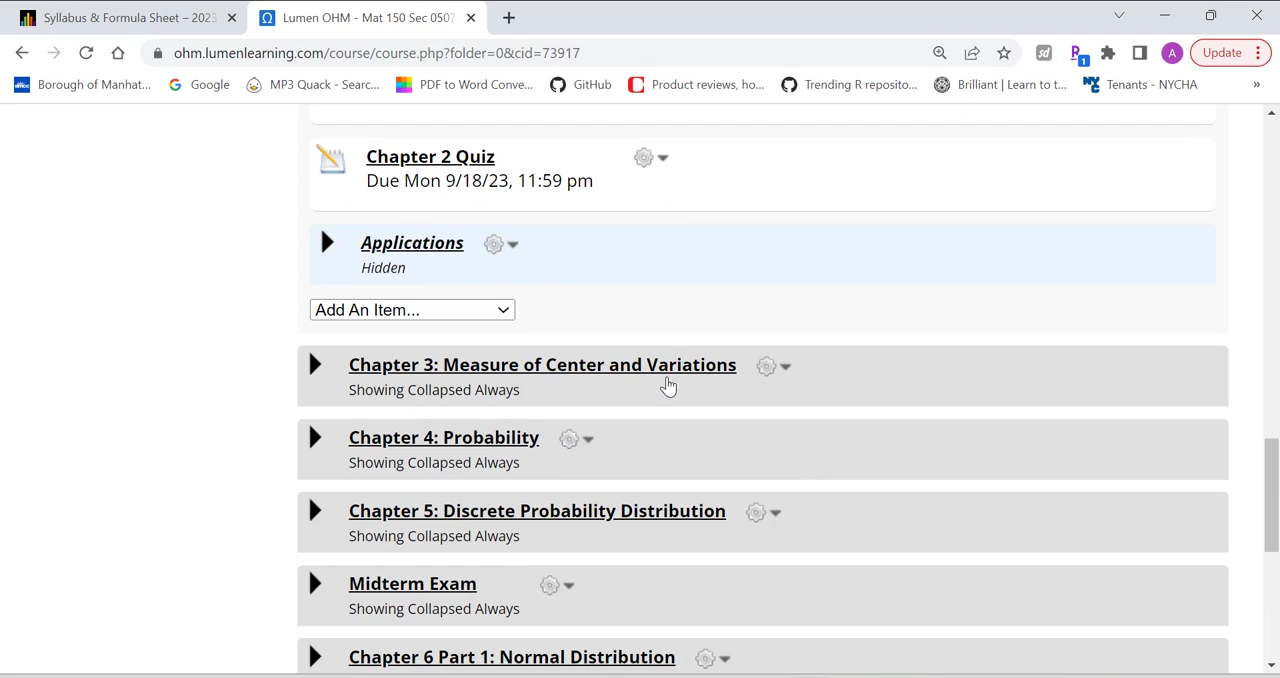 Syllabus & Formula Sheet – 2023
Lumen OHM - Mat 150 Sec 0507
ohm.lumenlearning.com/course/course.php?folder=0&cid=73917
sd
R
1
A
Update
Borough of Manhat...
Google
MP3 Quack - Searc...
PDF to Word Conve...
GitHub
Product reviews, ho...
Trending R reposito...
Brilliant | Learn to t...
Tenants - NYCHA
»
Chapter 2 Quiz
Due Mon 9/18/23, 11:59 pm
Applications
Hidden
Add An Item...
Chapter 3: Measure of Center and Variations
Showing Collapsed Always
Chapter 4: Probability
Showing Collapsed Always
Chapter 5: Discrete Probability Distribution
Showing Collapsed Always
Midterm Exam
Showing Collapsed Always
Chapter 6 Part 1: Normal Distribution